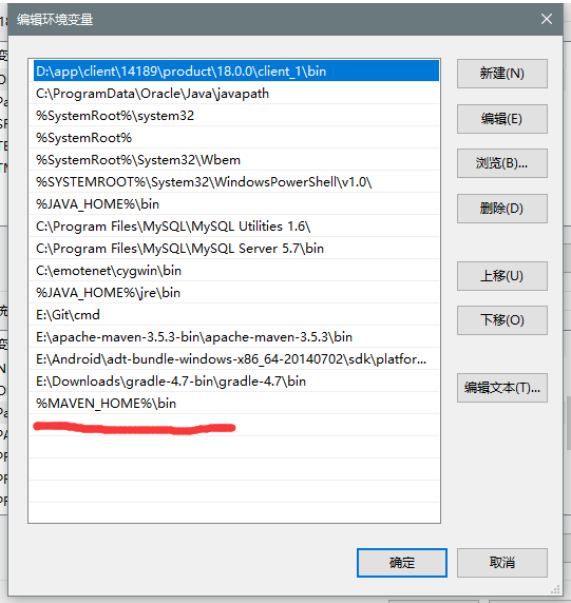 编辑环境变量
D:\app\client\14189\product\18.0.0\client_1\bin
C:\ProgramData\Oracle\Java\javapath
%SystemRoot%\system32
%SystemRoot%
%SystemRoot%\System32\Wbem
%SYSTEMROOT%\System32\WindowsPowerShell\v1.0\
%JAVA_HOME%\bin
C:\Program Files\MySQL\MySQL Utilities 1.6\
C:\Program Files\MySQL\MySQL Server 5.7\bin
C:\emotenet\cygwin\bin
%JAVA_HOME%\jre\bin
E:\Git\cmd
E:\apache-maven-3.5.3-bin\apache-maven-3.5.3\bin
E:\Android\adt-bundle-windows-x86_64-20140702\sdk\platfor...
E:\Downloads\gradle-4.7-bin\gradle-4.7\bin
%MAVEN_HOME%\bin
新建(N)
编辑(E)
浏览(B)...
删除(D)
上移(U)
下移(O)
编辑文本(T)...
确定
取消